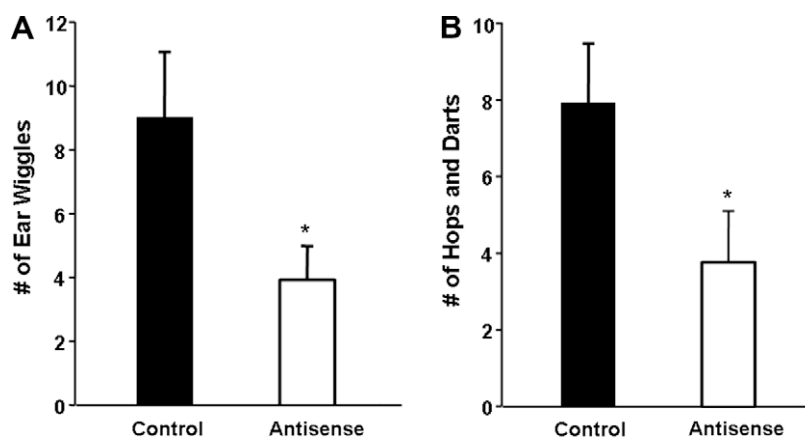 A
# of Ear Wiggles
12
10
8
6
4
2
0
*
Control
Antisense
B
# of Hops and Darts
10
8
6
4
2
0
*
Control
Antisense